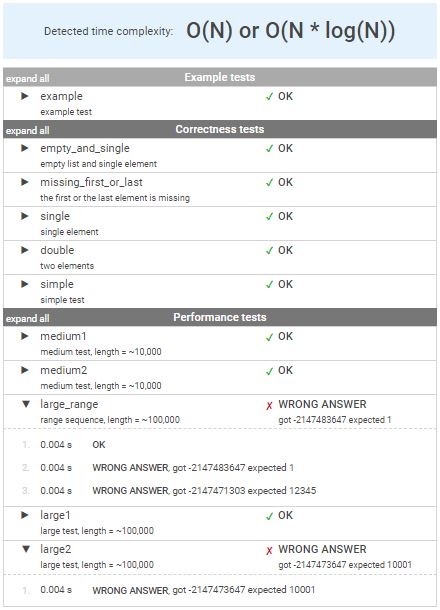 Detected time complexity: O(N) or O(N * log(N))
expand all Example tests
▶ example ✓ OK
example test
expand all Correctness tests
▶ empty_and_single ✓ OK
empty list and single element
▶ missing_first_or_last ✓ OK
the first or the last element is missing
▶ single ✓ OK
single element
▶ double ✓ OK
two elements
▶ simple ✓ OK
simple test
expand all Performance tests
▶ medium1 ✓ OK
medium test, length = ~10,000
▶ medium2 ✓ OK
medium test, length = ~10,000
▼ large_range ✗ WRONG ANSWER
range sequence, length = ~100,000 got -2147483647 expected 1
1. 0.004 s OK
2. 0.004 s WRONG ANSWER, got -2147483647 expected 1
3. 0.004 s WRONG ANSWER, got -2147471303 expected 12345
▶ large1 ✓ OK
large test, length = ~100,000
▼ large2 ✗ WRONG ANSWER
large test, length = ~100,000 got -2147473647 expected 10001
1. 0.004 s WRONG ANSWER, got -2147473647 expected 10001